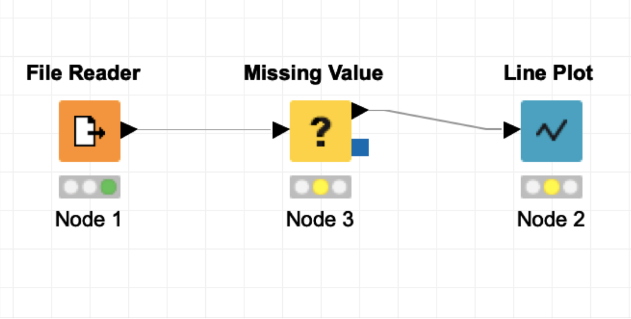 File Reader
Missing Value
Line Plot
?
Node 1
Node 3
Node 2